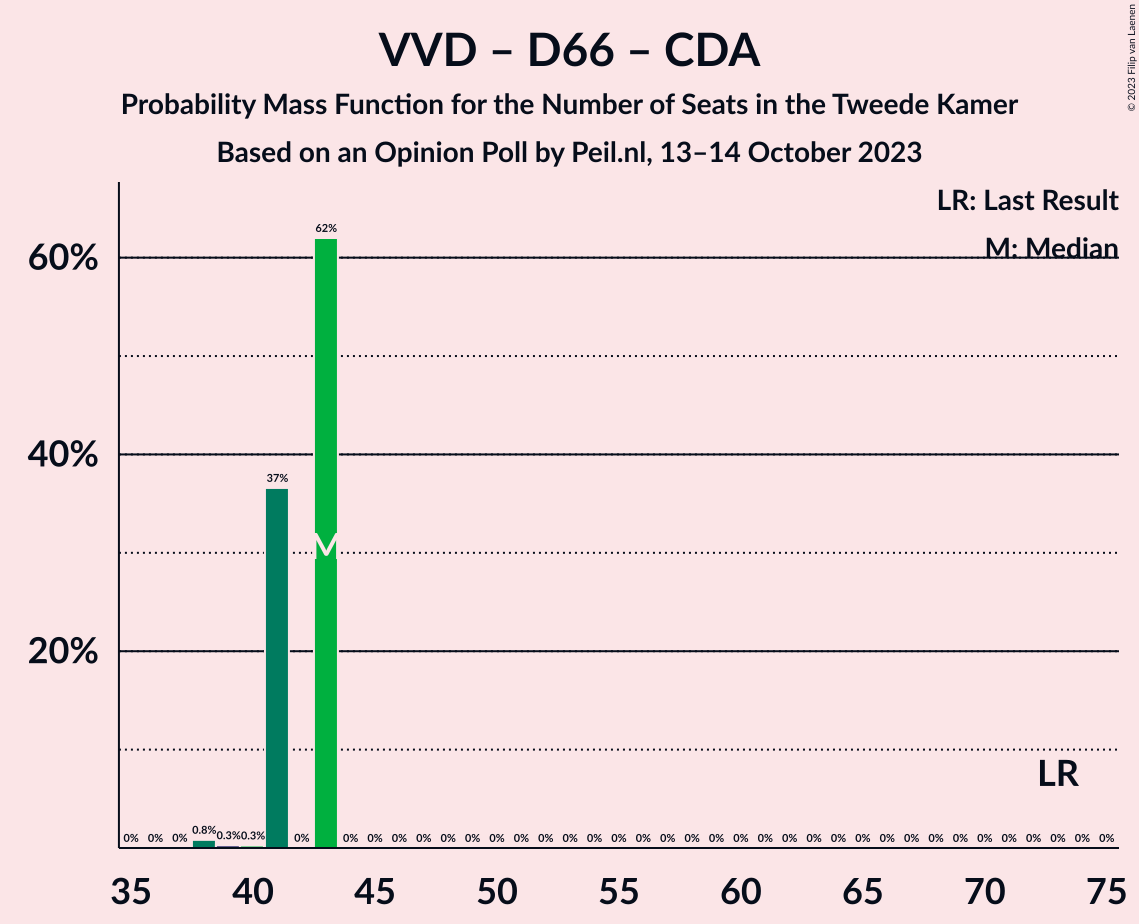 VVD – D66 – CDA
Probability Mass Function for the Number of Seats in the Tweede Kamer
Based on an Opinion Poll by Peil.nl, 13–14 October 2023
© 2023 Filip van Laenen
LR: Last Result
M: Median
60%
40%
20%
62%
37%
M
LR
0% 0% 0% 0.8% 0.3% 0.3% 0% 0% 0% 0% 0% 0% 0% 0% 0% 0% 0% 0% 0% 0% 0% 0% 0% 0% 0% 0% 0% 0% 0% 0% 0% 0% 0% 0% 0% 0% 0% 0% 0%
35 40 45 50 55 60 65 70 75